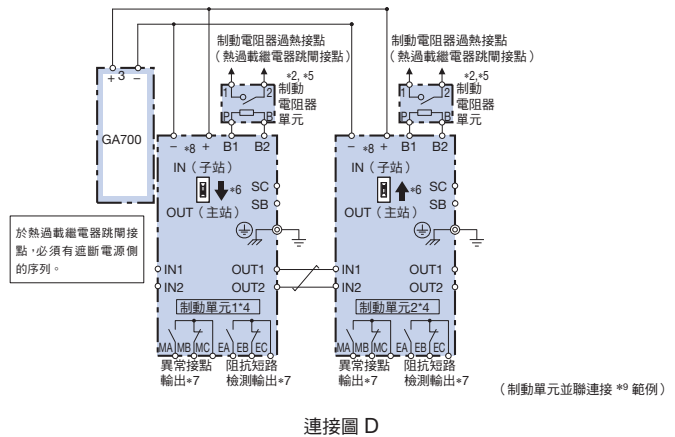 制動電阻器過熱接點
（熱過載繼電器跳閘接點）
*2, *5
1 2
制動
電阻器
單元
P B
制動電阻器過熱接點
（熱過載繼電器跳閘接點）
*2,*5
1 2
制動
電阻器
單元
P B
+3 −
GA700
於熱過載繼電器跳閘接
點，必須有遮斷電源側
的序列。
− *8 + B1 B2
IN（子站）
*6
OUT（主站）
SC
SB
IN1 OUT1
IN2 OUT2
制動單元1*4
MA MB MC EA EB EC
異常接點
輸出*7
阻抗短路
檢測輸出*7
− *8 + B1 B2
IN（子站）
*6
OUT（主站）
SC
SB
IN1 OUT1
IN2 OUT2
制動單元2*4
MA MB MC EA EB EC
異常接點
輸出*7
阻抗短路
檢測輸出*7
（制動單元並聯連接 *9 範例）
連接圖 D